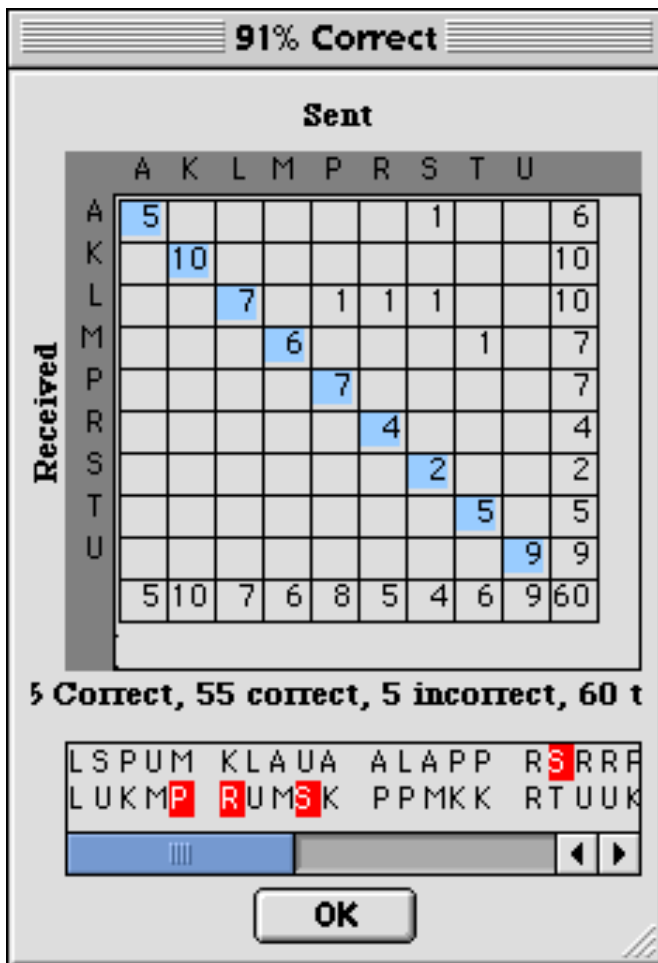 91% Correct
Sent
A K L M P R S T U
A 5 1 6
K 10 10
L 7 1 1 1 10
M 6 1 7
P 7 7
R 4 4
S 2 2
T 5 5
U 9 9
5 10 7 6 8 5 4 6 9 60
Received
Correct, 55 correct, 5 incorrect, 60 t
LSPUM KLAUA ALAPP RSRR
LUKMP RUMSK PPMKK RTUUK
OK